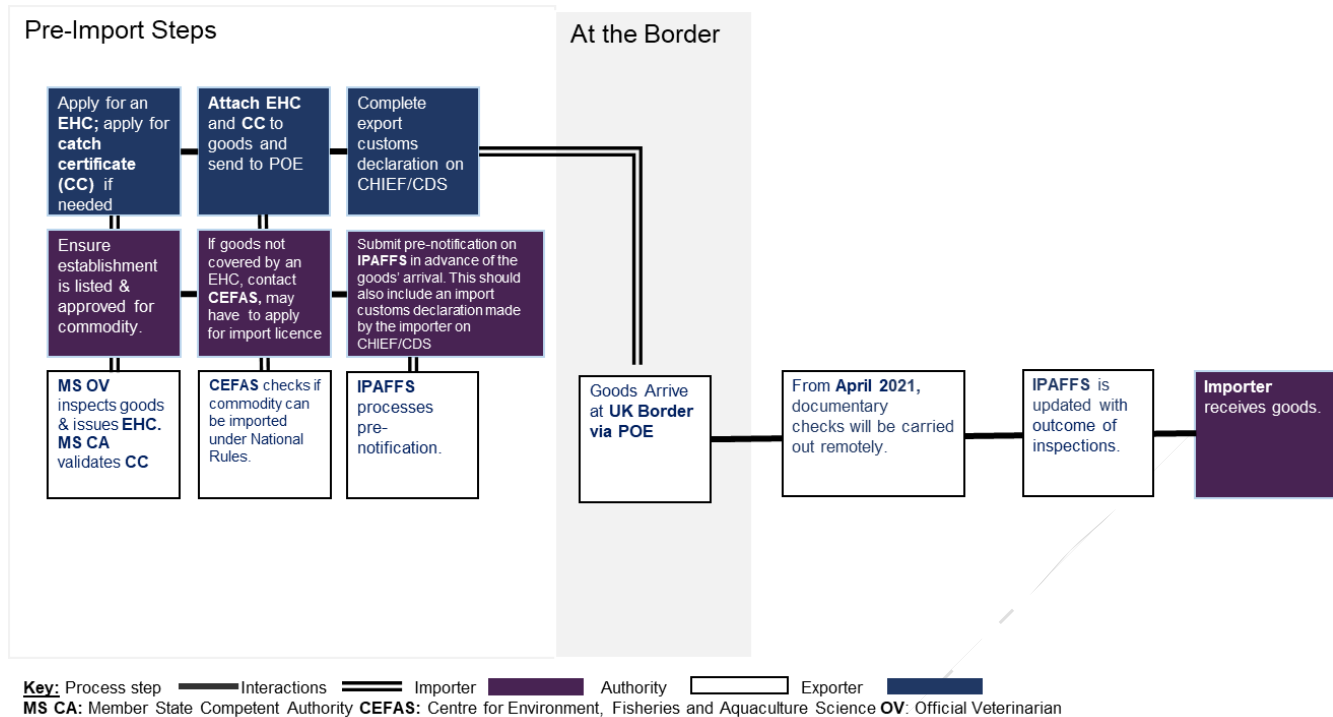 Pre-Import Steps
At the Border
Apply for an
EHC; apply for
catch
certificate
(CC) if
needed
Attach EHC
and CC to
goods and
send to POE
Complete
export
customs
declaration on
CHIEF/CDS
Ensure
establishment
is listed &
approved for
commodity.
If goods not
covered by an
EHC, contact
CEFAS, may
have to apply
for import licence
Submit pre-notification on
IPAFFS in advance of the
goods' arrival. This should
also include an import
customs declaration made
by the importer on
CHIEF/CDS
MS OV
inspects goods
& issues EHC.
MS CA
validates CC
CEFAS checks if
commodity can
be imported
under National
Rules.
IPAFFS
processes
pre-
notification.
Goods Arrive
at UK Border
via POE
From April 2021,
documentary
checks will be carried
out remotely.
IPAFFS is
updated with
outcome of
inspections.
Importer
receives goods.
Key: Process step Interactions Importer Authority Exporter
MS CA: Member State Competent Authority CEFAS: Centre for Environment, Fisheries and Aquaculture Science OV: Official Veterinarian